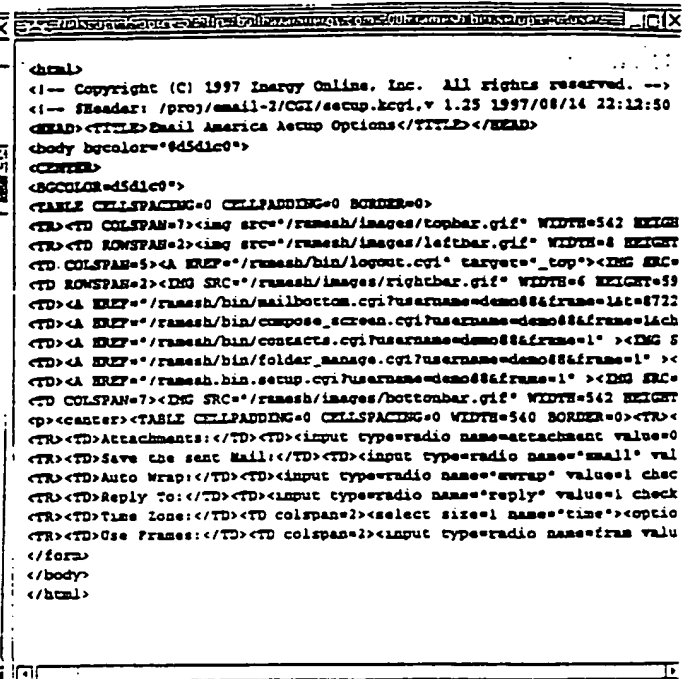 <html>
<!-- Copyright (C) 1997 Inergy Online, Inc. All rights reserved. -->
<!-- $Header: /proj/email-2/CGI/setup.kcgi,v 1.25 1997/08/14 22:12:50
<HEAD><TITLE>Email America Aetup Options</TITLE></HEAD>
<body bgcolor="#d5d1c0">
<CENTER>
<BGCOLOR=d5d1c0">
<TABLE CELLSPACING=0 CELLPADDING=0 BORDER=0>
<TR><TD COLSPAN=7><img src="/ramesh/images/topbar.gif" WIDTH=542 HEIGH
<TR><TD ROWSPAN=2><img src="/ramesh/images/leftbar.gif" WIDTH=8 HEIGHT
<TD COLSPAN=5><A HREF="/ramesh/bin/logout.cgi" target="_top"><IMG SRC=
<TD ROWSPAN=2><IMG SRC="/ramesh/images/rightbar.gif" WIDTH=6 HEIGHT=59
<TD><A HREF="/ramesh/bin/mailbottom.cgi?username=demo88&frame=1&t=8722
<TD><A HREF="/ramesh/bin/compose_screen.cgi?username=demo88&frame=1&ch
<TD><A HREF="/ramesh/bin/contacts.cgi?username=demo88&frame=1" ><IMG S
<TD><A HREF="/ramesh/bin/folder_manage.cgi?username=demo88&frame=1" ><
<TD><A HREF="/ramesh.bin.setup.cgi?username=demo88&frame=1" ><IMG SRC=
<TD COLSPAN=7><IMG SRC="/ramesh/images/bottonbar.gif" WIDTH=542 HEIGHT
<p><canter><TABLE CELLPADDING=0 CELLSPACING=0 WIDTH=540 BORDER=0><TR><
<TR><TD>Attachments:</TD><TD><input type=radio name=attachment value=0
<TR><TD>Save the sent Mail:</TD><TD><input type=radio name="small" val
<TR><TD>Auto Wrap:</TD><TD><input type=radio name="awrap" value=1 chec
<TR><TD>Reply To:</TD><TD><input type=radio name="reply" value=1 check
<TR><TD>Time Zone:</TD><TD colspan=2><select size=1 name="time"><optio
<TR><TD>Use Frames:</TD><TD colspan=2><input type=radio name=fram valu
</form>
</body>
</html>